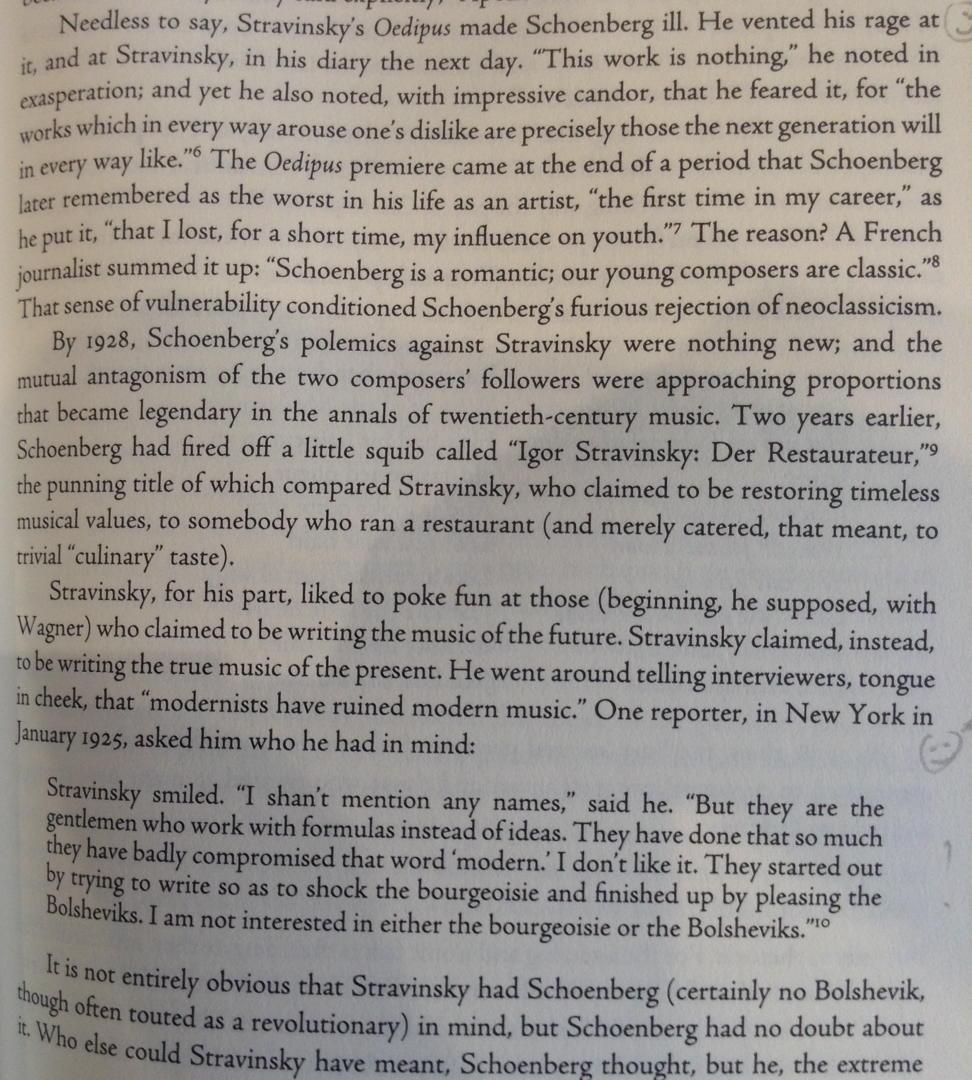 Needless to say, Stravinsky's Oedipus made Schoenberg ill. He vented his rage at
it, and at Stravinsky, in his diary the next day. “This work is nothing,” he noted in
exasperation; and yet he also noted, with impressive candor, that he feared it, for “the
works which in every way arouse one's dislike are precisely those the next generation will
in every way like.”6 The Oedipus premiere came at the end of a period that Schoenberg
later remembered as the worst in his life as an artist, “the first time in my career,” as
he put it, “that I lost, for a short time, my influence on youth.”7 The reason? A French
journalist summed it up: “Schoenberg is a romantic; our young composers are classic.”8
That sense of vulnerability conditioned Schoenberg's furious rejection of neoclassicism.
By 1928, Schoenberg's polemics against Stravinsky were nothing new; and the
mutual antagonism of the two composers' followers were approaching proportions
that became legendary in the annals of twentieth-century music. Two years earlier,
Schoenberg had fired off a little squib called “Igor Stravinsky: Der Restaurateur,”9
the punning title of which compared Stravinsky, who claimed to be restoring timeless
musical values, to somebody who ran a restaurant (and merely catered, that meant, to
trivial “culinary” taste).
Stravinsky, for his part, liked to poke fun at those (beginning, he supposed, with
Wagner) who claimed to be writing the music of the future. Stravinsky claimed, instead,
to be writing the true music of the present. He went around telling interviewers, tongue
in cheek, that “modernists have ruined modern music.” One reporter, in New York in
January 1925, asked him who he had in mind:
Stravinsky smiled. “I shan't mention any names,” said he. “But they are the
gentlemen who work with formulas instead of ideas. They have done that so much
they have badly compromised that word ‘modern.’ I don't like it. They started out
by trying to write so as to shock the bourgeoisie and finished up by pleasing the
Bolsheviks. I am not interested in either the bourgeoisie or the Bolsheviks.”10
It is not entirely obvious that Stravinsky had Schoenberg (certainly no Bolshevik,
though often touted as a revolutionary) in mind, but Schoenberg had no doubt about
it. Who else could Stravinsky have meant, Schoenberg thought, but he, the extreme